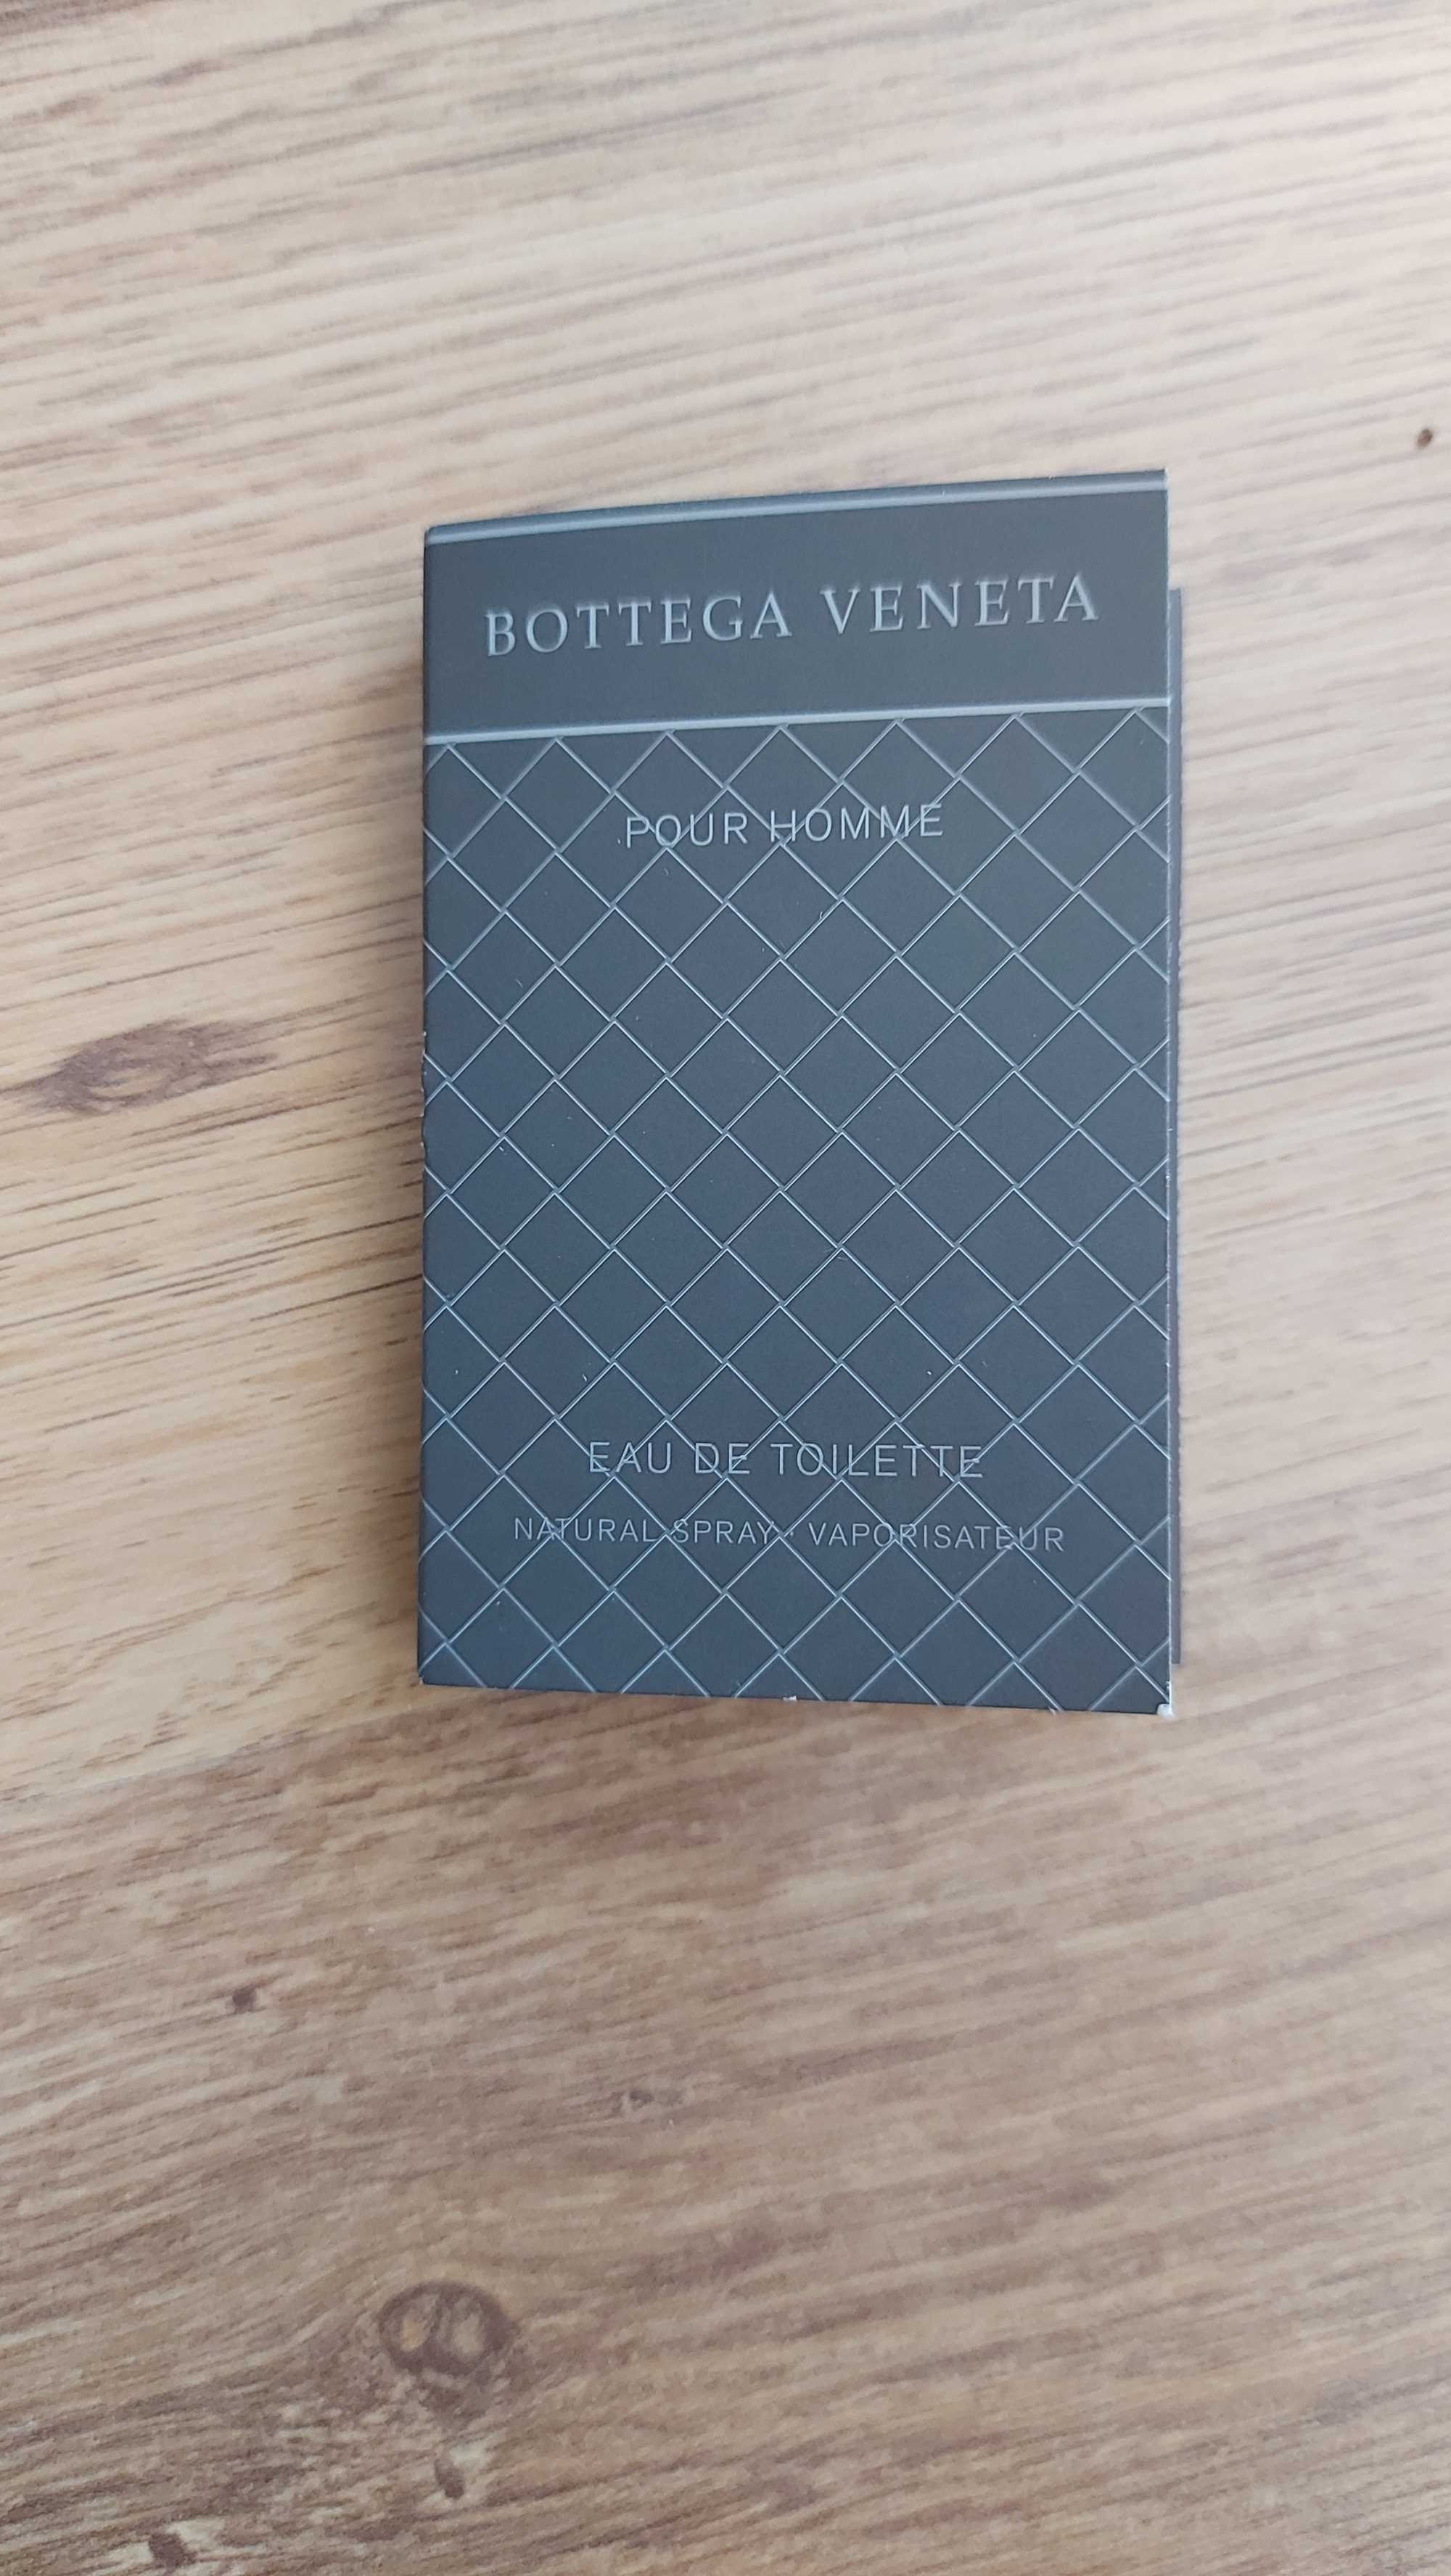 BOTTEGA VENETA
POUR HOMME
EAU DE TOILETTE
NATURAL SPRAY · VAPORISATEUR